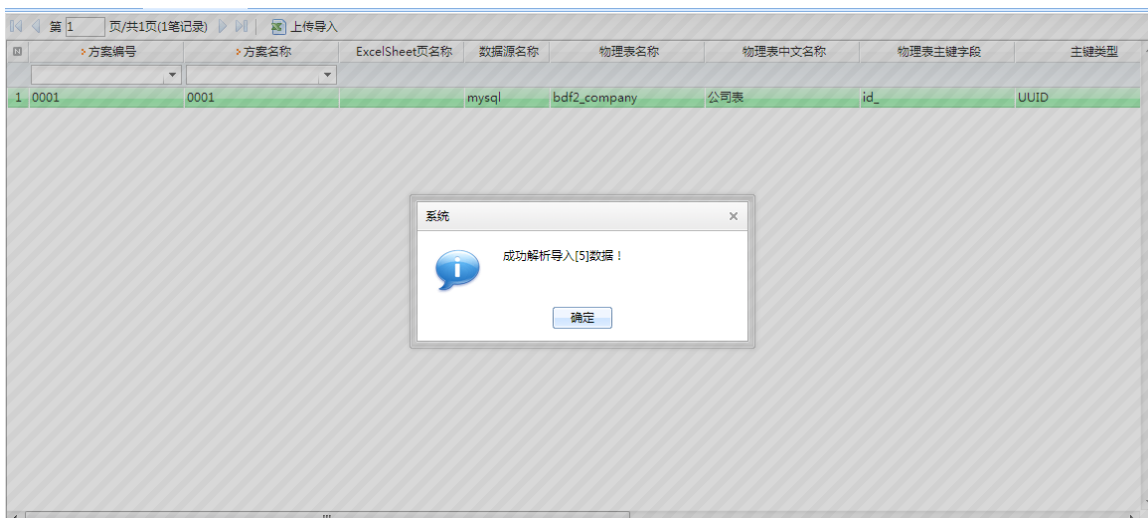 第 1 页/共1页(1笔记录) 上传导入
方案编号 方案名称 ExcelSheet页名称 数据源名称 物理表名称 物理表中文名称 物理表主键字段 主键类型
1 0001 0001 mysql bdf2_company 公司表 id_ UUID
系统
成功解析导入[5]数据！
确定